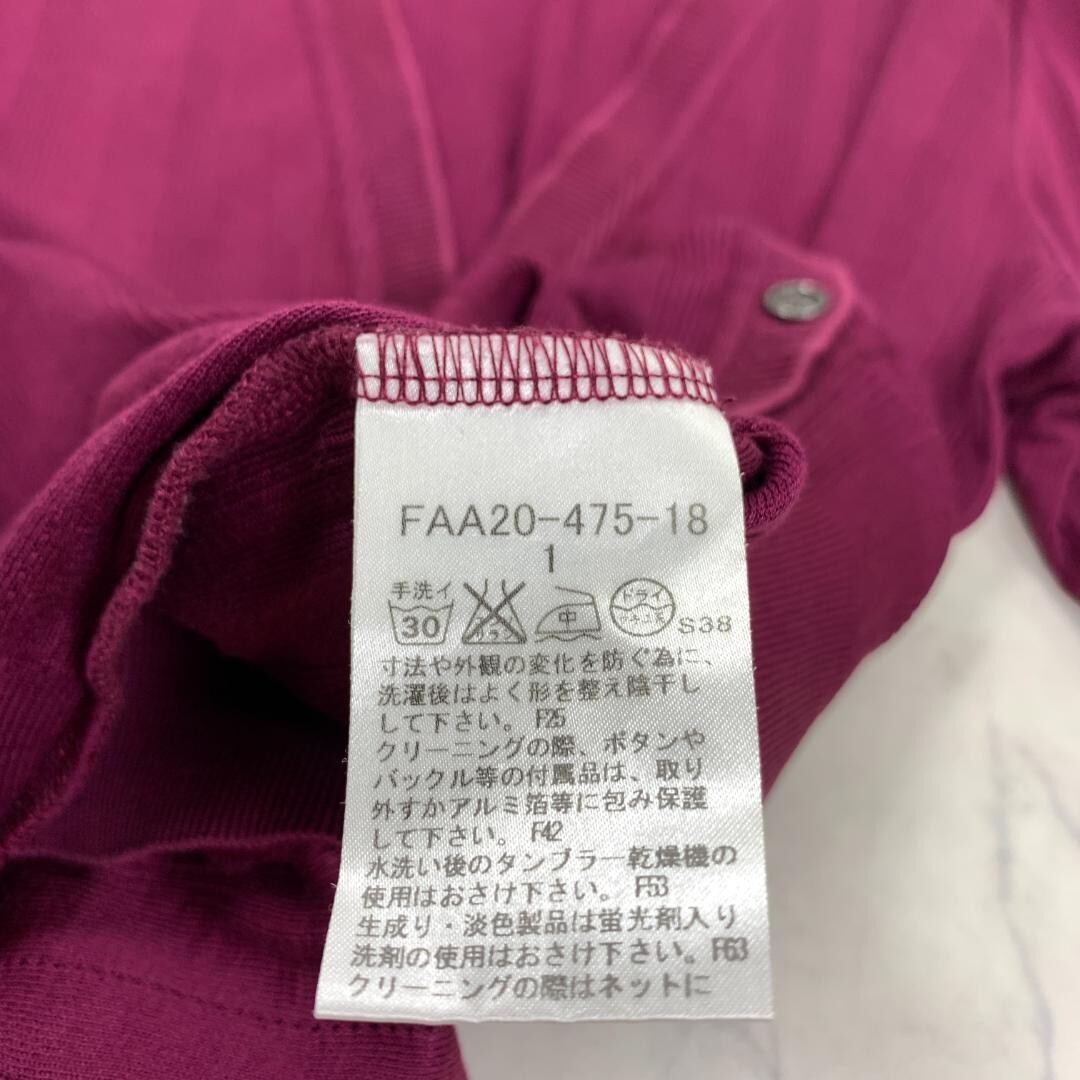 FAA20-475-18
1
手洗イ
30
中
ドライ
S38
寸法や外観の変化を防ぐ為に、
洗濯後はよく形を整え陰干し
して下さい。 F25
クリーニングの際、ボタンや
バックル等の付属品は、取り
外すかアルミ箔等に包み保護
して下さい。 F42
水洗い後のタンブラー乾燥機の
使用はおさけ下さい。 F53
生成り・淡色製品は蛍光剤入り
洗剤の使用はおさけ下さい。F63
クリーニングの際はネットに